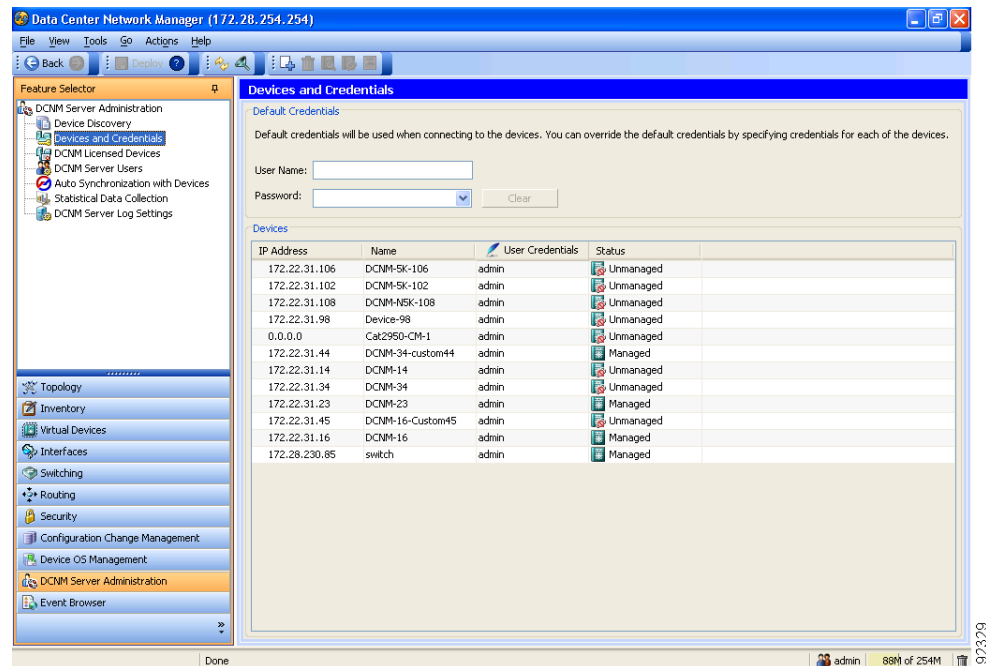 Data Center Network Manager (172.28.254.254)
File View Tools Go Actions Help
Back Deploy ?
Feature Selector
DCNM Server Administration
Device Discovery
Devices and Credentials
DCNM Licensed Devices
DCNM Server Users
Auto Synchronization with Devices
Statistical Data Collection
DCNM Server Log Settings
Topology
Inventory
Virtual Devices
Interfaces
Switching
Routing
Security
Configuration Change Management
Device OS Management
DCNM Server Administration
Event Browser
»
Devices and Credentials
Default Credentials
Default credentials will be used when connecting to the devices. You can override the default credentials by specifying credentials for each of the devices.
User Name:
Password: Clear
Devices
IP Address Name User Credentials Status
172.22.31.106 DCNM-5K-106 admin Unmanaged
172.22.31.102 DCNM-5K-102 admin Unmanaged
172.22.31.108 DCNM-N5K-108 admin Unmanaged
172.22.31.98 Device-98 admin Unmanaged
0.0.0.0 Cat2950-CM-1 admin Unmanaged
172.22.31.44 DCNM-34-custom44 admin Managed
172.22.31.14 DCNM-14 admin Unmanaged
172.22.31.34 DCNM-34 admin Unmanaged
172.22.31.23 DCNM-23 admin Managed
172.22.31.45 DCNM-16-Custom45 admin Unmanaged
172.22.31.16 DCNM-16 admin Managed
172.28.230.85 switch admin Managed
Done admin 88M of 254M
92329